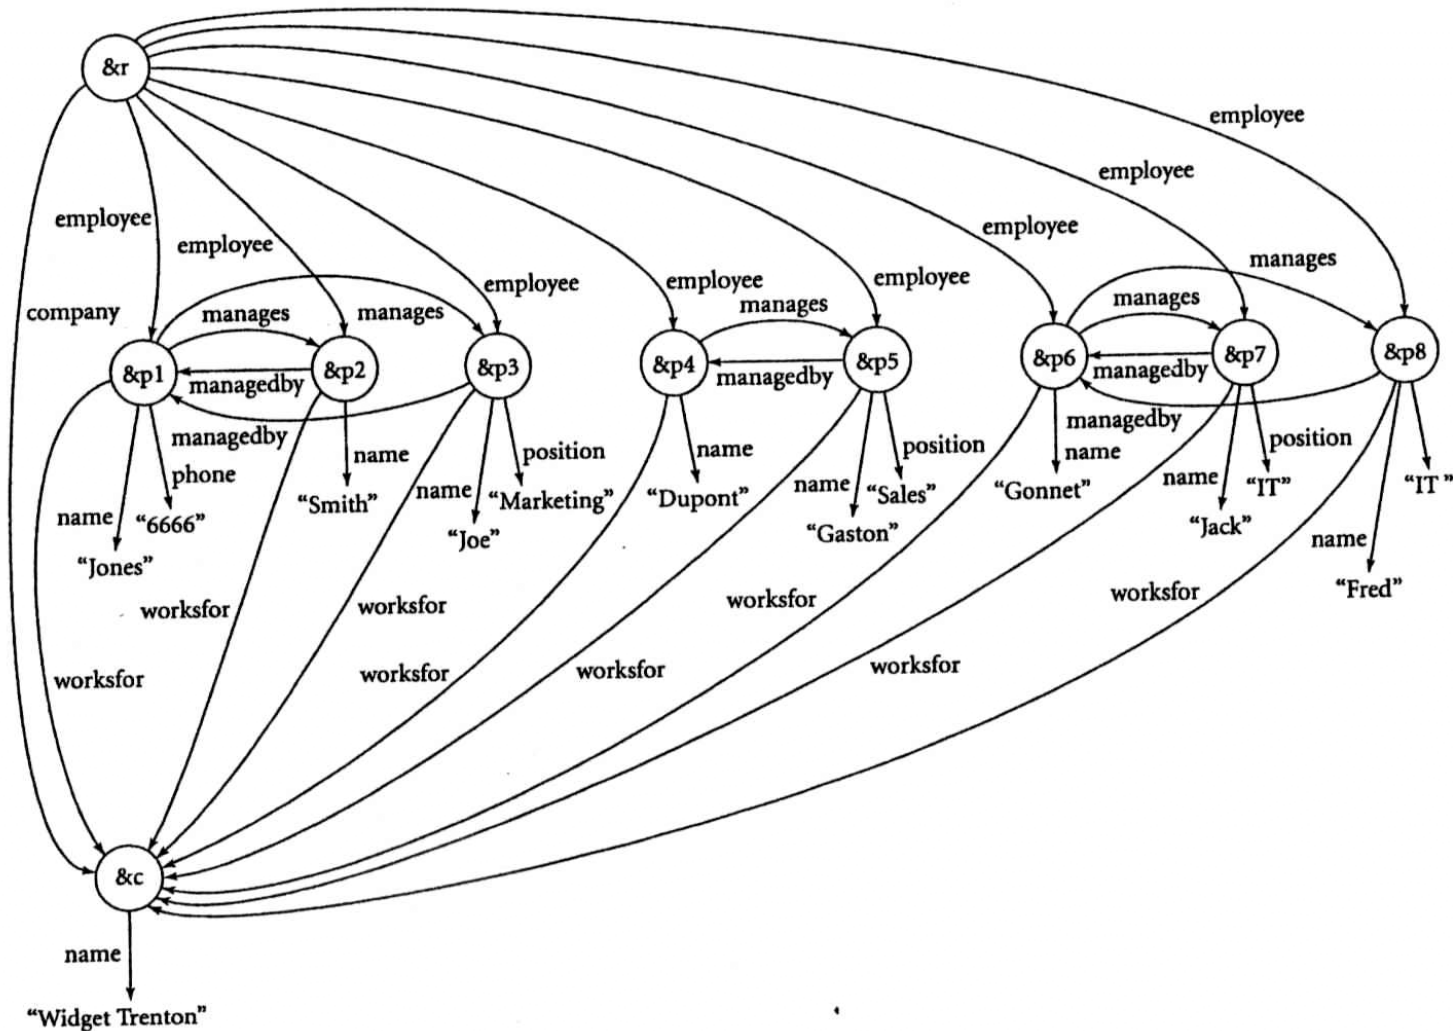 &r
employee
employee
employee
employee
employee
manages
employee
employee
employee
employee
company
manages
manages
manages
manages
&p1
&p2
&p3
&p4
&p5
&p6
&p7
&p8
managedby
managedby
managedby
managedby
managedby
phone
name
position
name
name
position
name
position
name
"6666"
"Smith"
name
"Marketing"
"Dupont"
name
"Sales"
"Gonnet"
name
"IT"
"IT"
"Jones"
"Joe"
"Gaston"
"Jack"
name
"Fred"
worksfor
worksfor
worksfor
worksfor
worksfor
worksfor
worksfor
worksfor
&c
name
"Widget Trenton"